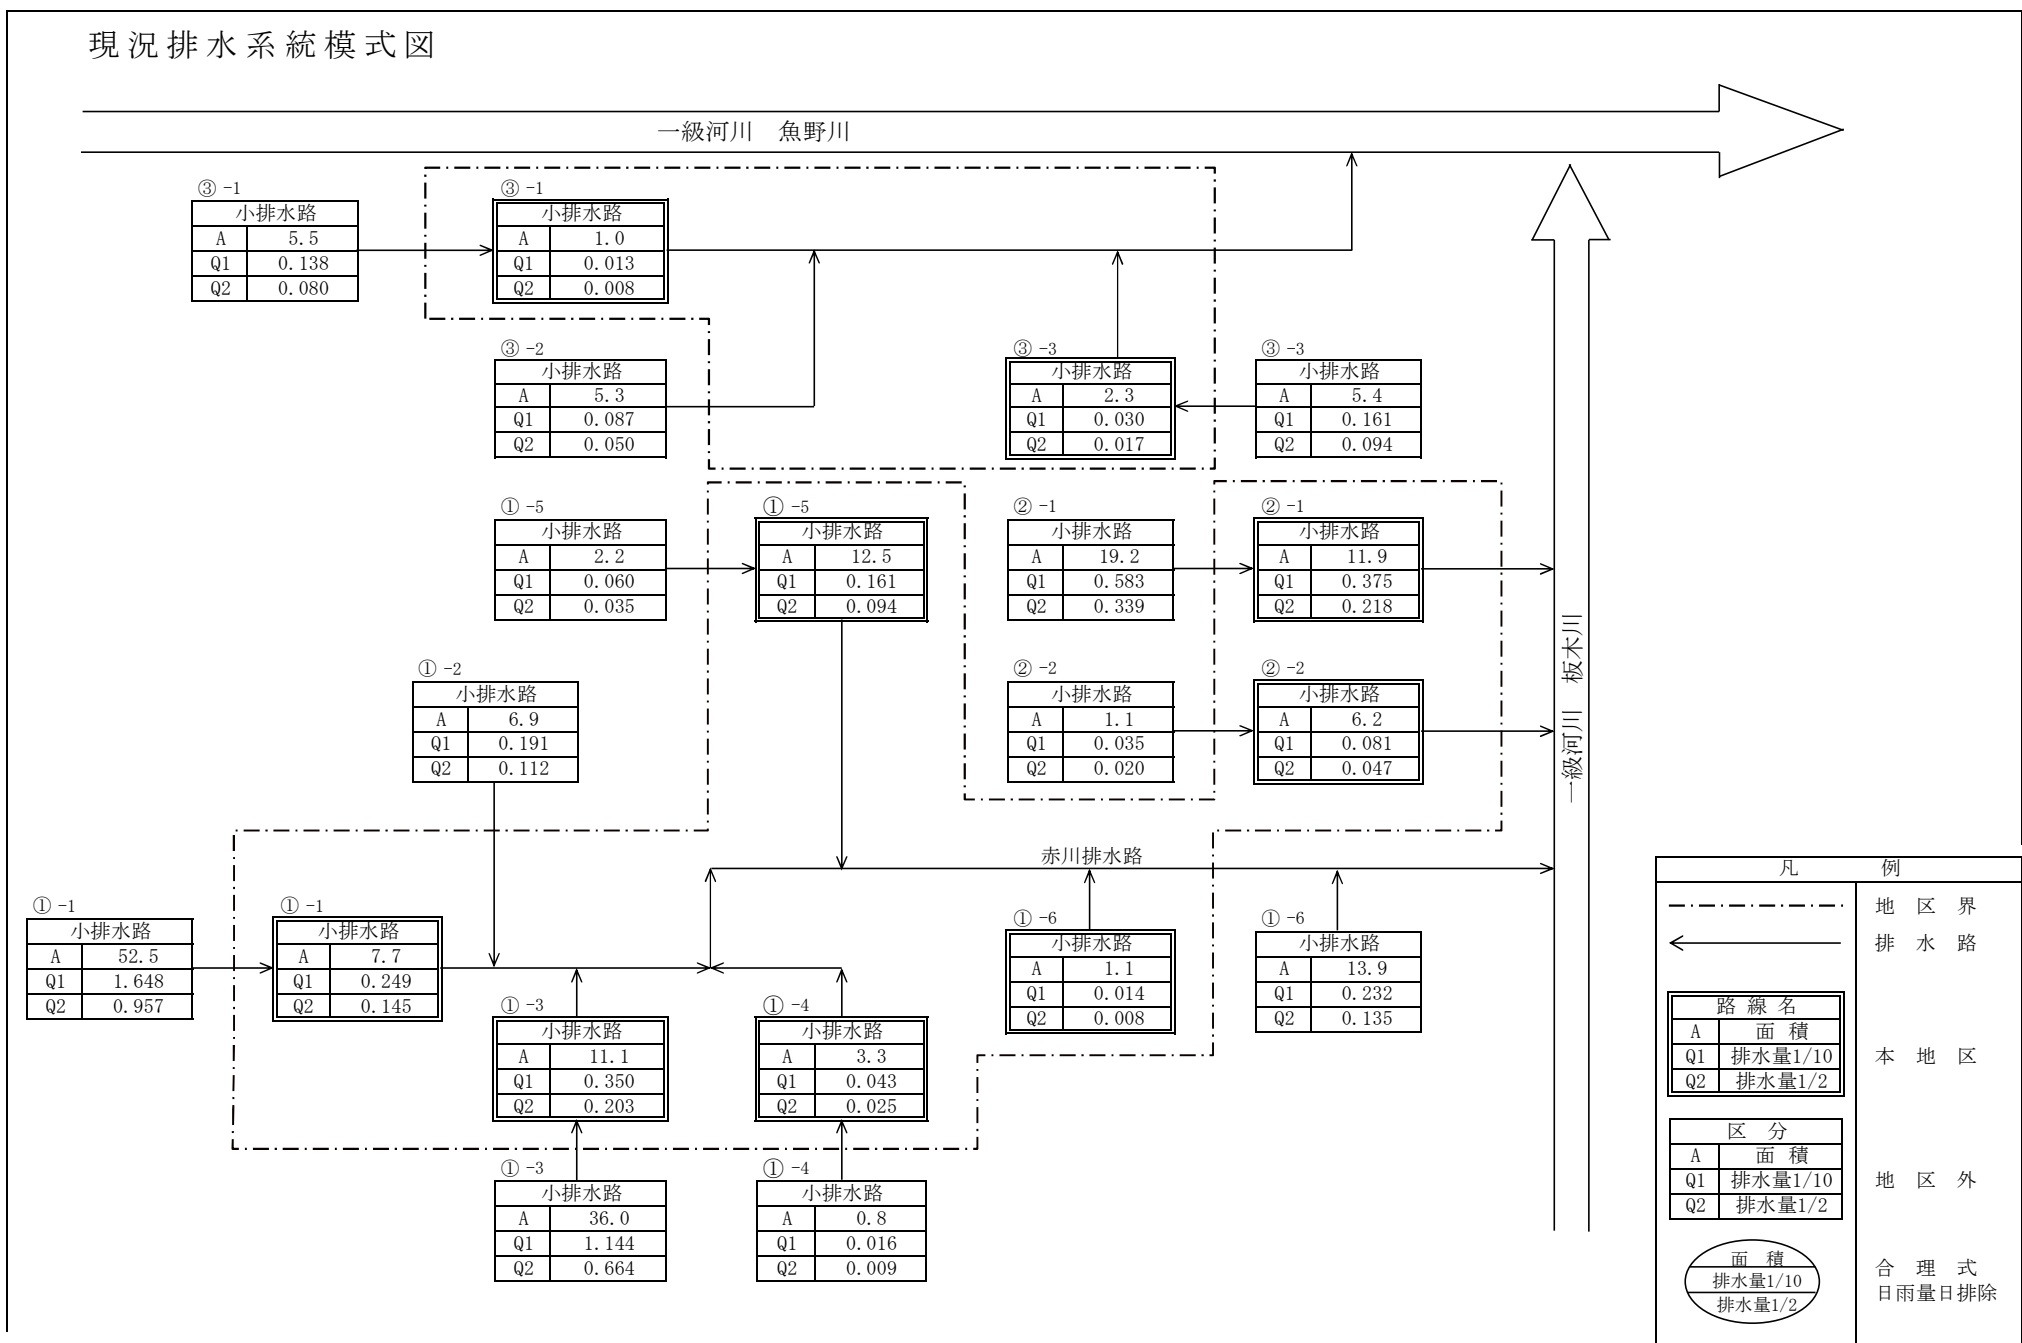 現況排水系統模式図
一級河川　魚野川
③ -1
小排水路
A 5.5
Q1 0.138
Q2 0.080
③ -1
小排水路
A 1.0
Q1 0.013
Q2 0.008
③ -2
小排水路
A 5.3
Q1 0.087
Q2 0.050
③ -3
小排水路
A 2.3
Q1 0.030
Q2 0.017
③ -3
小排水路
A 5.4
Q1 0.161
Q2 0.094
① -5
小排水路
A 2.2
Q1 0.060
Q2 0.035
① -5
小排水路
A 12.5
Q1 0.161
Q2 0.094
② -1
小排水路
A 19.2
Q1 0.583
Q2 0.339
② -1
小排水路
A 11.9
Q1 0.375
Q2 0.218
① -2
小排水路
A 6.9
Q1 0.191
Q2 0.112
② -2
小排水路
A 1.1
Q1 0.035
Q2 0.020
② -2
小排水路
A 6.2
Q1 0.081
Q2 0.047
一級河川　板木川
赤川排水路
① -1
小排水路
A 52.5
Q1 1.648
Q2 0.957
① -1
小排水路
A 7.7
Q1 0.249
Q2 0.145
① -3
小排水路
A 11.1
Q1 0.350
Q2 0.203
① -4
小排水路
A 3.3
Q1 0.043
Q2 0.025
① -6
小排水路
A 1.1
Q1 0.014
Q2 0.008
① -6
小排水路
A 13.9
Q1 0.232
Q2 0.135
① -3
小排水路
A 36.0
Q1 1.144
Q2 0.664
① -4
小排水路
A 0.8
Q1 0.016
Q2 0.009
凡　例
地　区　界
排　水　路
路 線 名
A 面 積
Q1 排水量1/10
Q2 排水量1/2
本　地　区
区　分
A 面 積
Q1 排水量1/10
Q2 排水量1/2
地　区　外
面　積
排水量1/10
排水量1/2
合　理　式
日雨量日排除